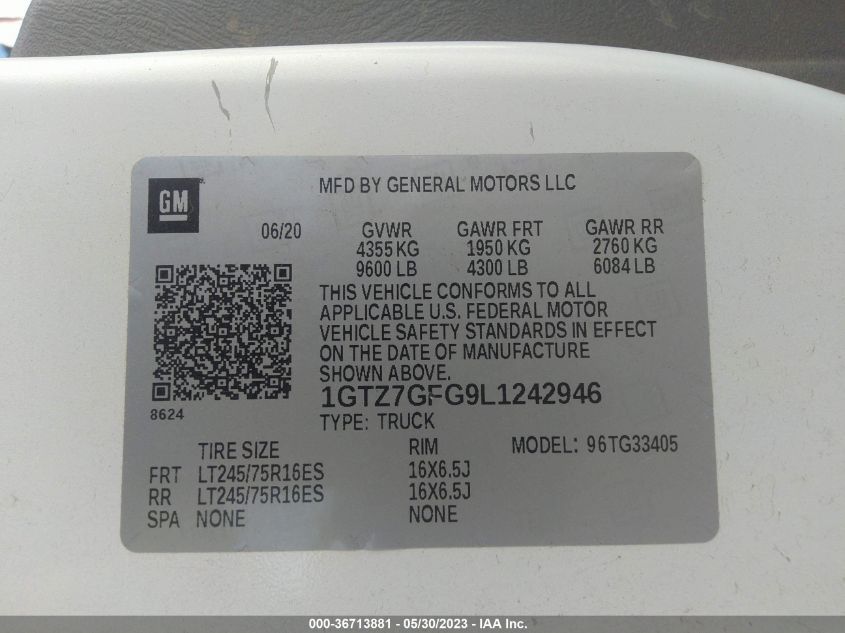 GM
MFD BY GENERAL MOTORS LLC
06/20 GVWR GAWR FRT GAWR RR
4355 KG 1950 KG 2760 KG
9600 LB 4300 LB 6084 LB
THIS VEHICLE CONFORMS TO ALL
APPLICABLE U.S. FEDERAL MOTOR
VEHICLE SAFETY STANDARDS IN EFFECT
ON THE DATE OF MANUFACTURE
SHOWN ABOVE.
1GTZ7GFG9L1242946
8624
TYPE: TRUCK
TIRE SIZE RIM MODEL: 96TG33405
FRT LT245/75R16ES 16X6.5J
RR LT245/75R16ES 16X6.5J
SPA NONE NONE
000-36713881 - 05/30/2023 - IAA Inc.